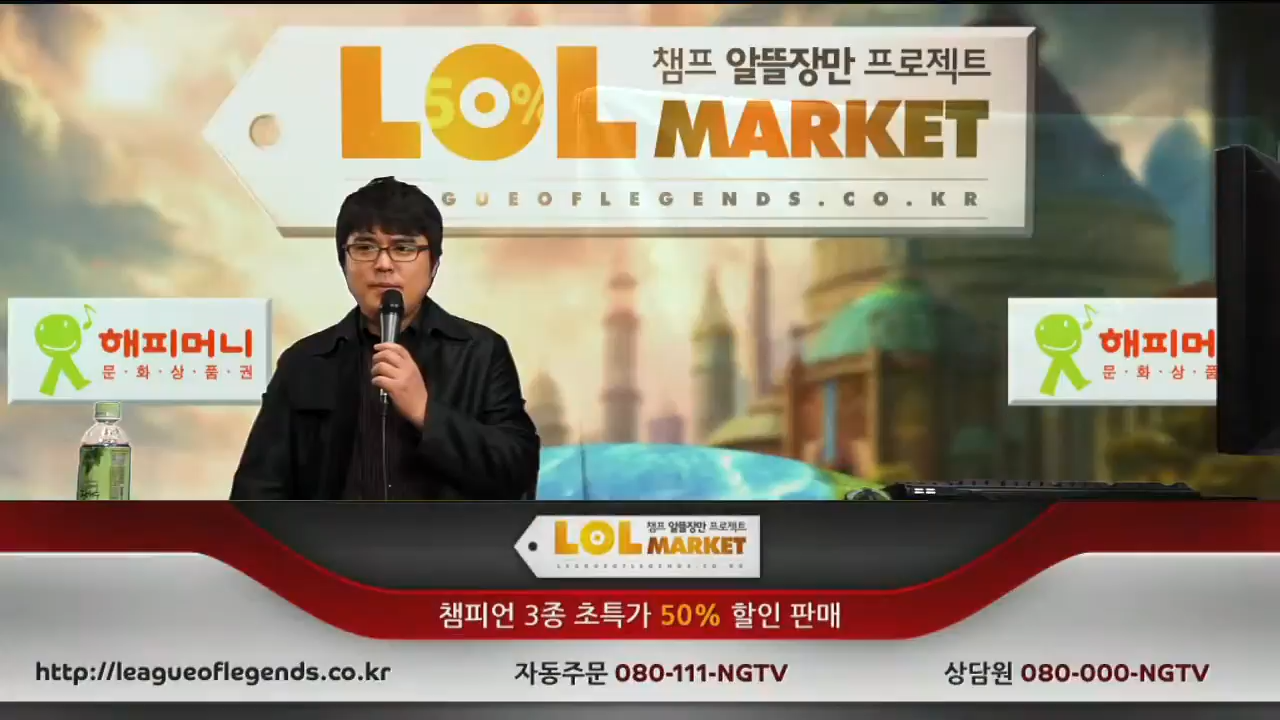 챔프 알뜰장만 프로젝트
LOL 50% MARKET
GUEOFLEGENDS.CO.KR
해피머니
문·화·상·품·권
해피머
문·화·상·품
챔프 알뜰장만 프로젝트
LOL MARKET
LEAGUEOFLEGENDS.CO.KR
챔피언 3종 초특가 50% 할인 판매
http://leagueoflegends.co.kr
자동주문 080-111-NGTV
상담원 080-000-NGTV